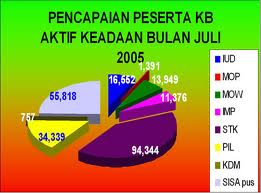 PENCAPAIAN PESERTA KB
AKTIF KEADAAN BULAN JULI
2005
16,552
1,391
13,949
11,376
94,344
34,339
757
55,818
IUD
MOP
MOW
IMP
STK
PIL
KDM
SISA pus